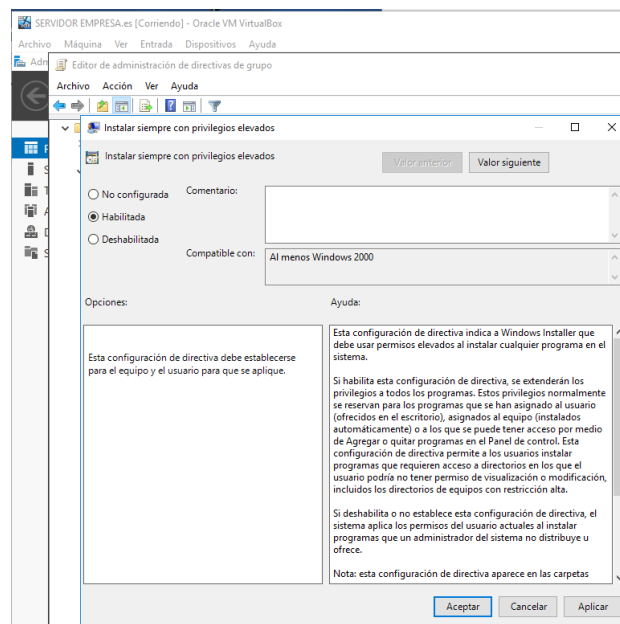 SERVIDOR EMPRESA.es [Corriendo] - Oracle VM VirtualBox
Archivo Máquina Ver Entrada Dispositivos Ayuda
Adn
Editor de administración de directivas de grupo
Archivo Acción Ver Ayuda
Instalar siempre con privilegios elevados
Instalar siempre con privilegios elevados
Valor anterior
Valor siguiente
No configurada
Comentario:
Habilitada
Deshabilitada
Compatible con:
Al menos Windows 2000
Opciones:
Ayuda:
Esta configuración de directiva debe establecerse
para el equipo y el usuario para que se aplique.
Esta configuración de directiva indica a Windows Installer que
debe usar permisos elevados al instalar cualquier programa en el
sistema.
Si habilita esta configuración de directiva, se extenderán los
privilegios a todos los programas. Estos privilegios normalmente
se reservan para los programas que se han asignado al usuario
(ofrecidos en el escritorio), asignados al equipo (instalados
automáticamente) o a los que se puede tener acceso por medio
de Agregar o quitar programas en el Panel de control. Esta
configuración de directiva permite a los usuarios instalar
programas que requieren acceso a directorios en los que el
usuario podría no tener permiso de visualización o modificación,
incluidos los directorios de equipos con restricción alta.
Si deshabilita o no establece esta configuración de directiva, el
sistema aplica los permisos del usuario actuales al instalar
programas que un administrador del sistema no distribuye u
ofrece.
Nota: esta configuración de directiva aparece en las carpetas
Aceptar
Cancelar
Aplicar